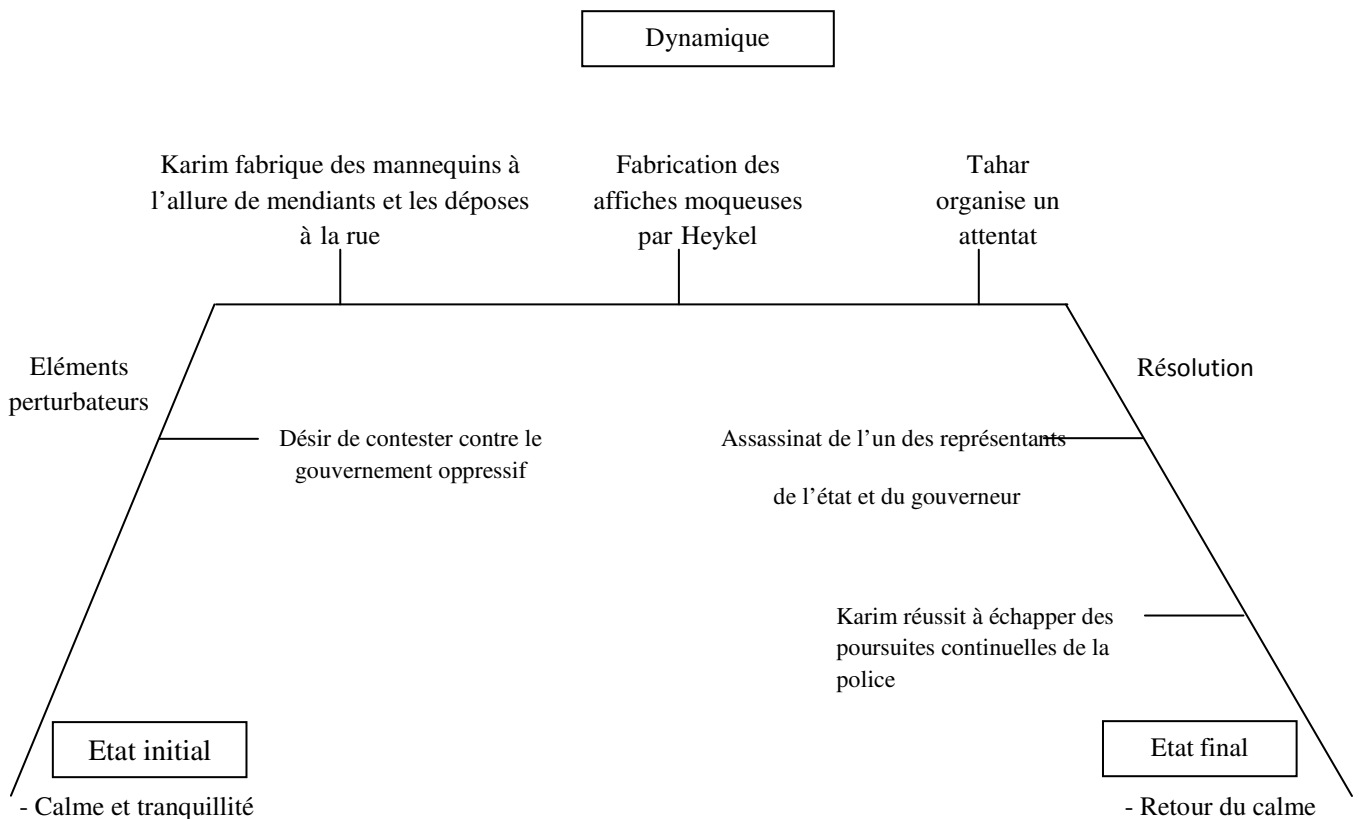 Dynamique
Karim fabrique des mannequins à
l’allure de mendiants et les déposes
à la rue
Fabrication des
affiches moqueuses
par Heykel
Tahar
organise un
attentat
Eléments
perturbateurs
Désir de contester contre le
gouvernement oppressif
Résolution
Assassinat de l’un des représentants
de l’état et du gouverneur
Karim réussit à échapper des
poursuites continuelles de la
police
Etat initial
- Calme et tranquillité
Etat final
- Retour du calme